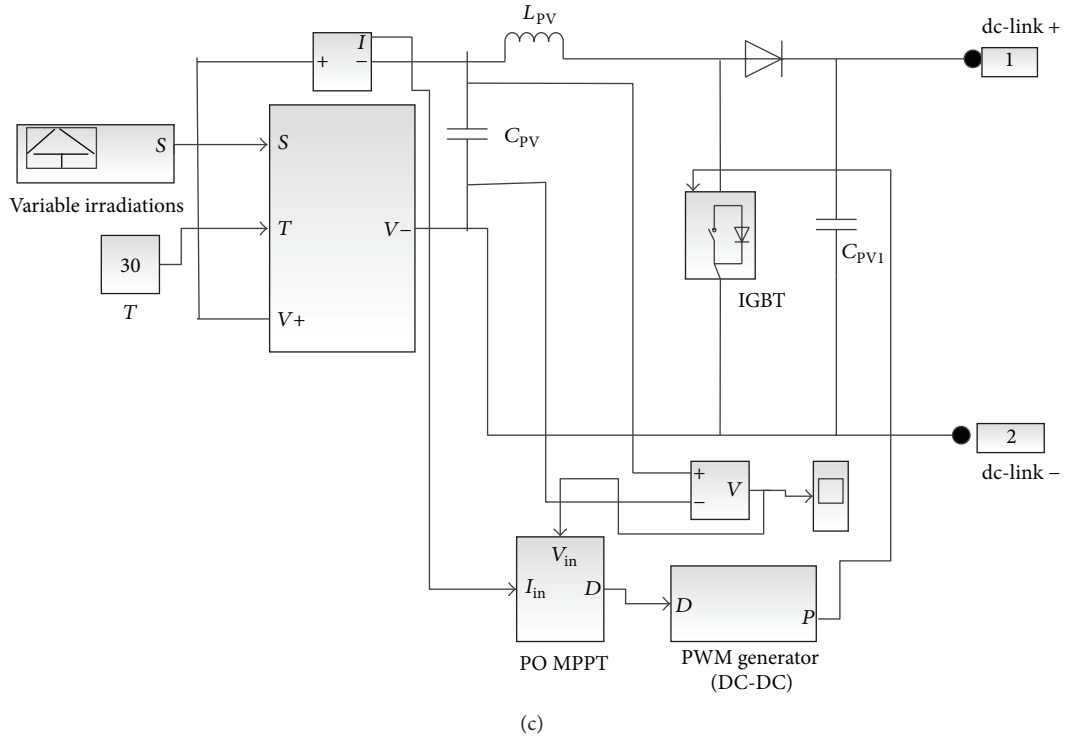 L_PV
dc-link +
I
+
−
1
S
S
C_PV
Variable irradiations
T
V−
30
C_PV1
T
IGBT
V+
2
dc-link −
+
V
−
V_in
I_in
D
D
P
PO MPPT
PWM generator
(DC-DC)
(c)